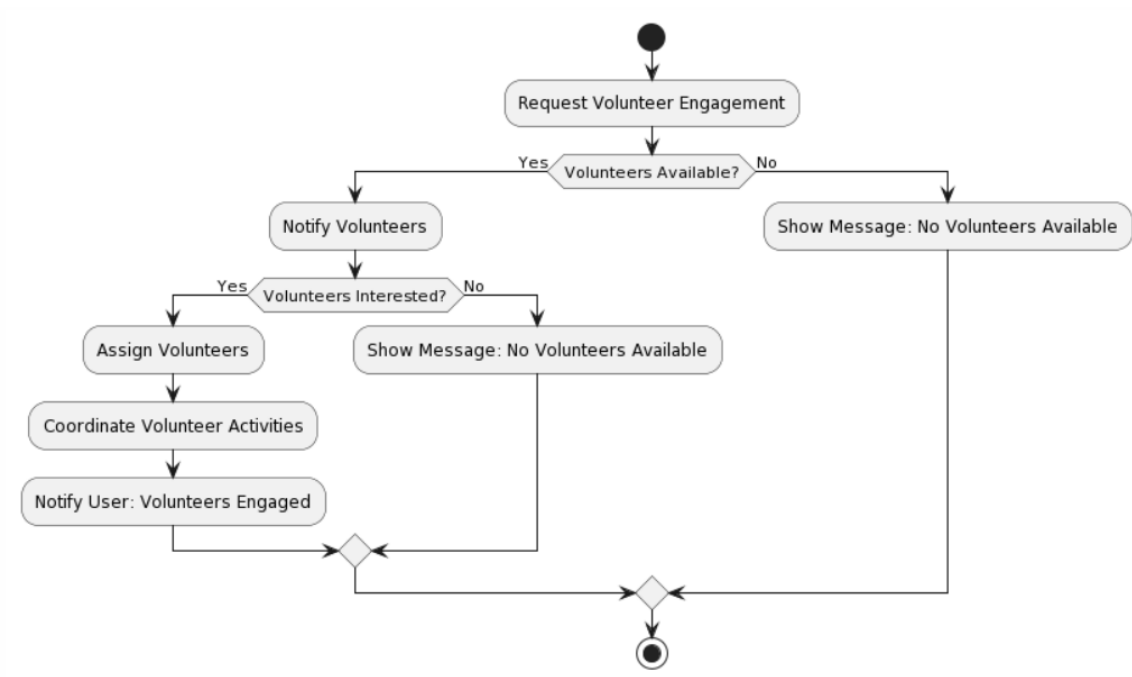 Request Volunteer Engagement
Yes
Volunteers Available?
No
Notify Volunteers
Show Message: No Volunteers Available
Yes
Volunteers Interested?
No
Assign Volunteers
Show Message: No Volunteers Available
Coordinate Volunteer Activities
Notify User: Volunteers Engaged